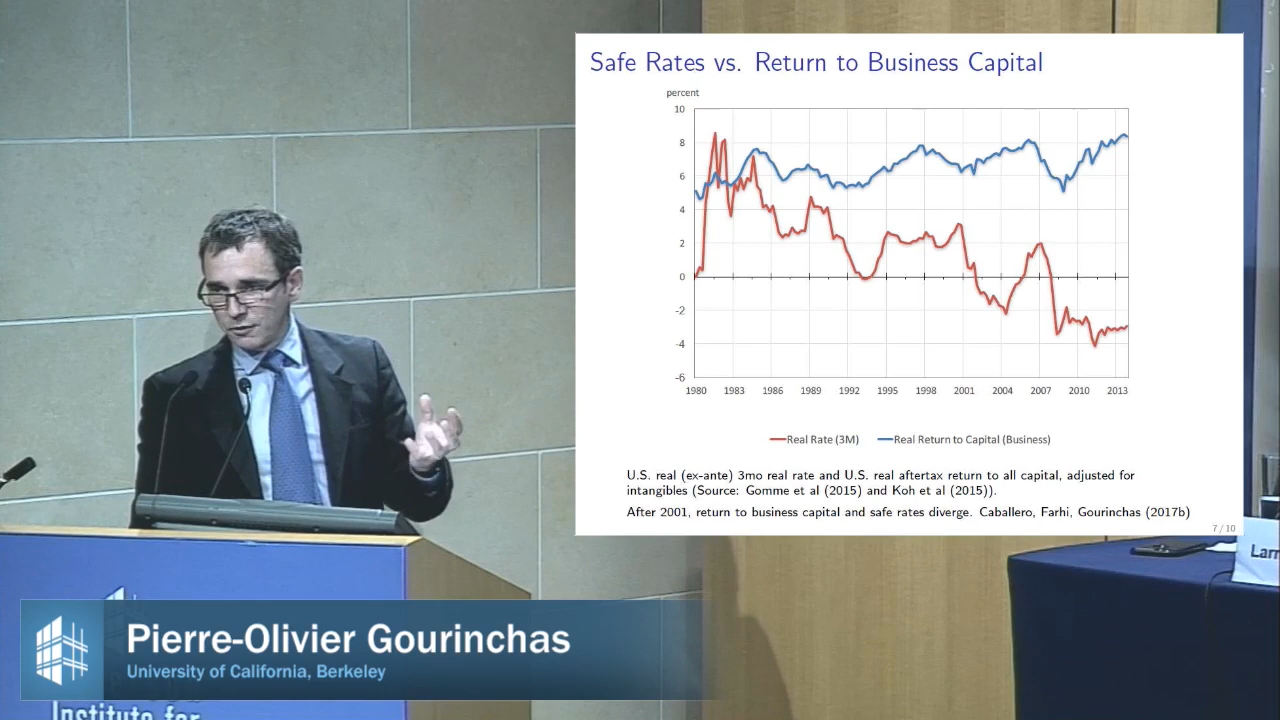 Safe Rates vs. Return to Business Capital
percent
10
8
6
4
2
0
-2
-4
-6
1980 1983 1986 1989 1992 1995 1998 2001 2004 2007 2010 2013
Real Rate (3M) Real Return to Capital (Business)
U.S. real (ex-ante) 3mo real rate and U.S. real aftertax return to all capital, adjusted for
intangibles (Source: Gomme et al (2015) and Koh et al (2015)).
After 2001, return to business capital and safe rates diverge. Caballero, Farhi, Gourinchas (2017b)
7 / 10
Pierre-Olivier Gourinchas
University of California, Berkeley
Institute for